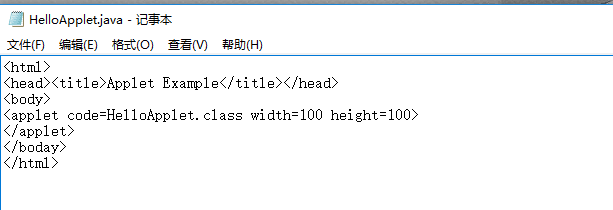 HelloApplet.java - 记事本
文件(F) 编辑(E) 格式(O) 查看(V) 帮助(H)
<html>
<head><title>Applet Example</title></head>
<body>
<applet code=HelloApplet.class width=100 height=100>
</applet>
</boday>
</html>